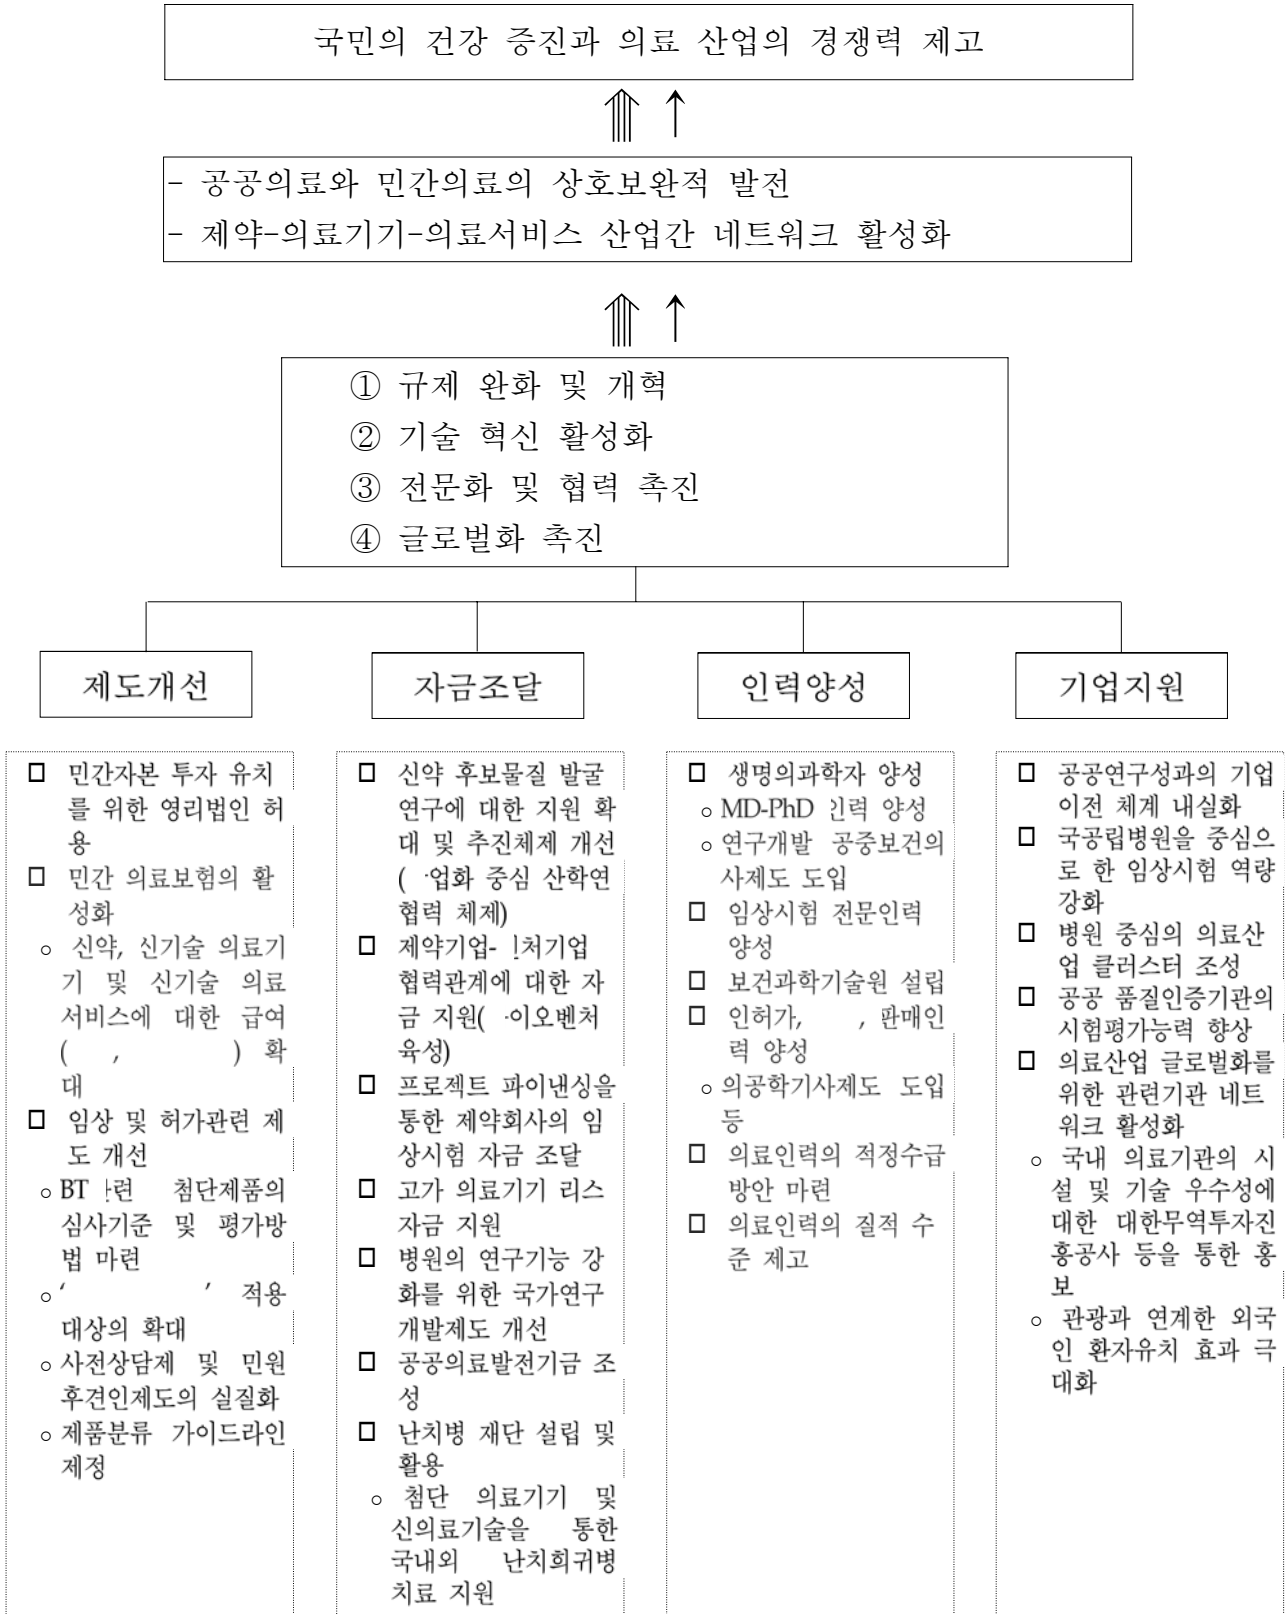 국민의 건강 증진과 의료 산업의 경쟁력 제고
- 공공의료와 민간의료의 상호보완적 발전
- 제약-의료기기-의료서비스 산업간 네트워크 활성화
① 규제 완화 및 개혁
② 기술 혁신 활성화
③ 전문화 및 협력 촉진
④ 글로벌화 촉진
제도개선
□ 민간자본 투자 유치
를 위한 영리법인 허
용
□ 민간 의료보험의 활
성화
○ 신약, 신기술 의료기
기 및 신기술 의료
서비스에 대한 급여
( , ) 확
대
□ 임상 및 허가관련 제
도 개선
○ BT 첨단제품의
심사기준 및 평가방
법 마련
○ ‘ ’ 적용
대상의 확대
○ 사전상담제 및 민원
후견인제도의 실질화
○ 제품분류 가이드라인
제정
자금조달
□ 신약 후보물질 발굴
연구에 대한 지원 확
대 및 추진체제 개선
( 중심 산학연
협력 체제)
□ 제약기업-
협력관계에 대한 자
금 지원(
육성)
□ 프로젝트 파이낸싱을
통한 제약회사의 임
상시험 자금 조달
□ 고가 의료기기 리스
자금 지원
□ 병원의 연구기능 강
화를 위한 국가연구
개발제도 개선
□ 공공의료발전기금 조
성
□ 난치병 재단 설립 및
활용
○ 첨단 의료기기 및
신의료기술을 통한
국내외 난치희귀병
치료 지원
인력양성
□ 생명의과학자 양성
○ MD-PhD 인력 양성
○ 연구개발 공중보건의
사제도 도입
□ 임상시험 전문인력
양성
□ 보건과학기술원 설립
□ 인허가, , 판매인
력 양성
○ 의공학기사제도 도입
등
□ 의료인력의 적정수급
방안 마련
□ 의료인력의 질적 수
준 제고
기업지원
□ 공공연구성과의 기업
이전 체계 내실화
□ 국공립병원을 중심으
로 한 임상시험 역량
강화
□ 병원 중심의 의료산
업 클러스터 조성
□ 공공 품질인증기관의
시험평가능력 향상
□ 의료산업 글로벌화를
위한 관련기관 네트
워크 활성화
○ 국내 의료기관의 시
설 및 기술 우수성에
대한 대한무역투자진
흥공사 등을 통한 홍
보
○ 관광과 연계한 외국
인 환자유치 효과 극
대화